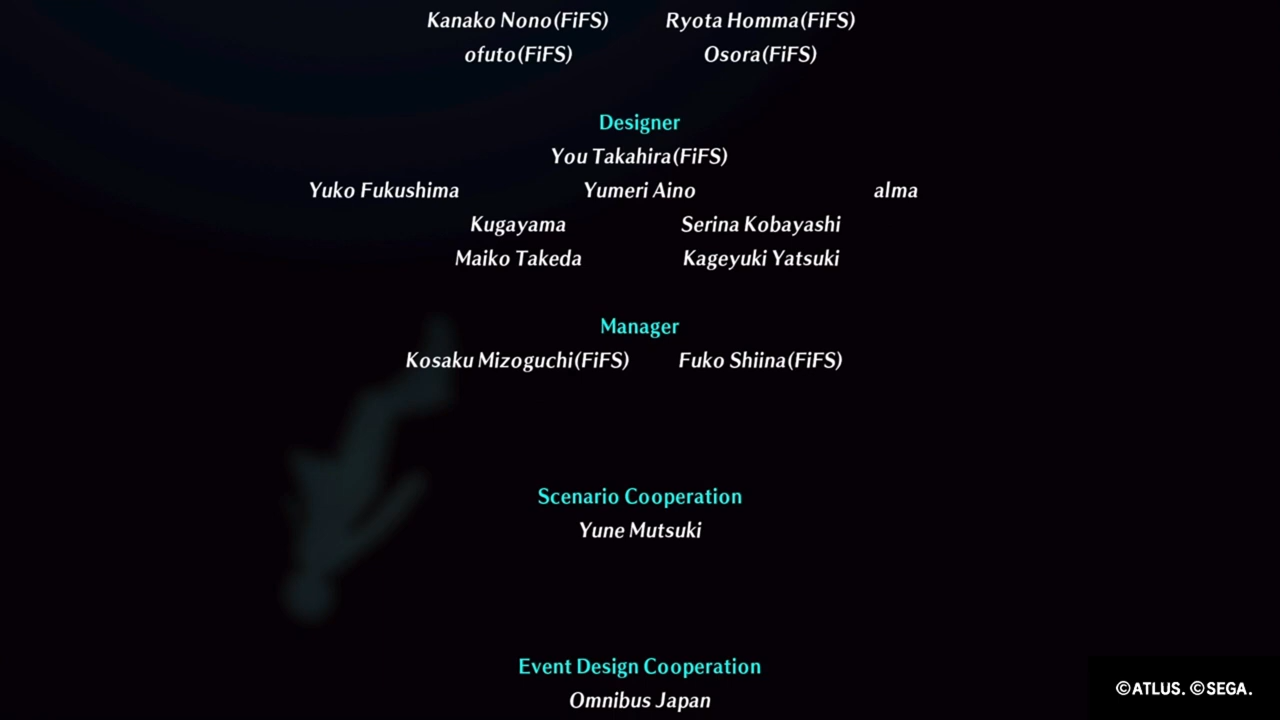 Kanako Nono(FiFS) Ryota Homma(FiFS)
ofuto(FiFS) Osora(FiFS)
Designer
You Takahira(FiFS)
Yuko Fukushima Yumeri Aino alma
Kugayama Serina Kobayashi
Maiko Takeda Kageyuki Yatsuki
Manager
Kosaku Mizoguchi(FiFS) Fuko Shiina(FiFS)
Scenario Cooperation
Yune Mutsuki
Event Design Cooperation
Omnibus Japan
©ATLUS. ©SEGA.